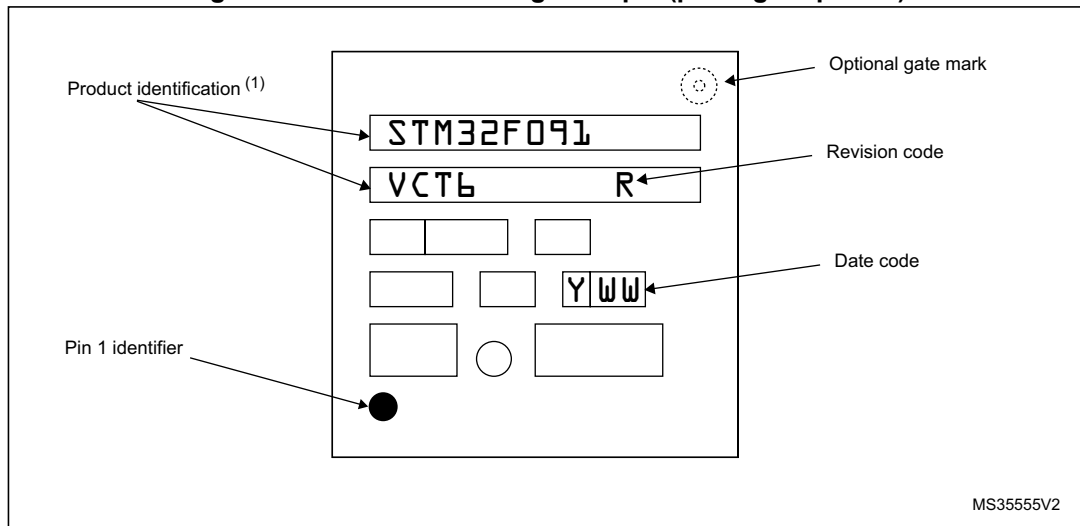 Optional gate mark
Product identification (1)
STM32F091
Revision code
VCT6 R
Date code
Y WW
Pin 1 identifier
MS35555V2